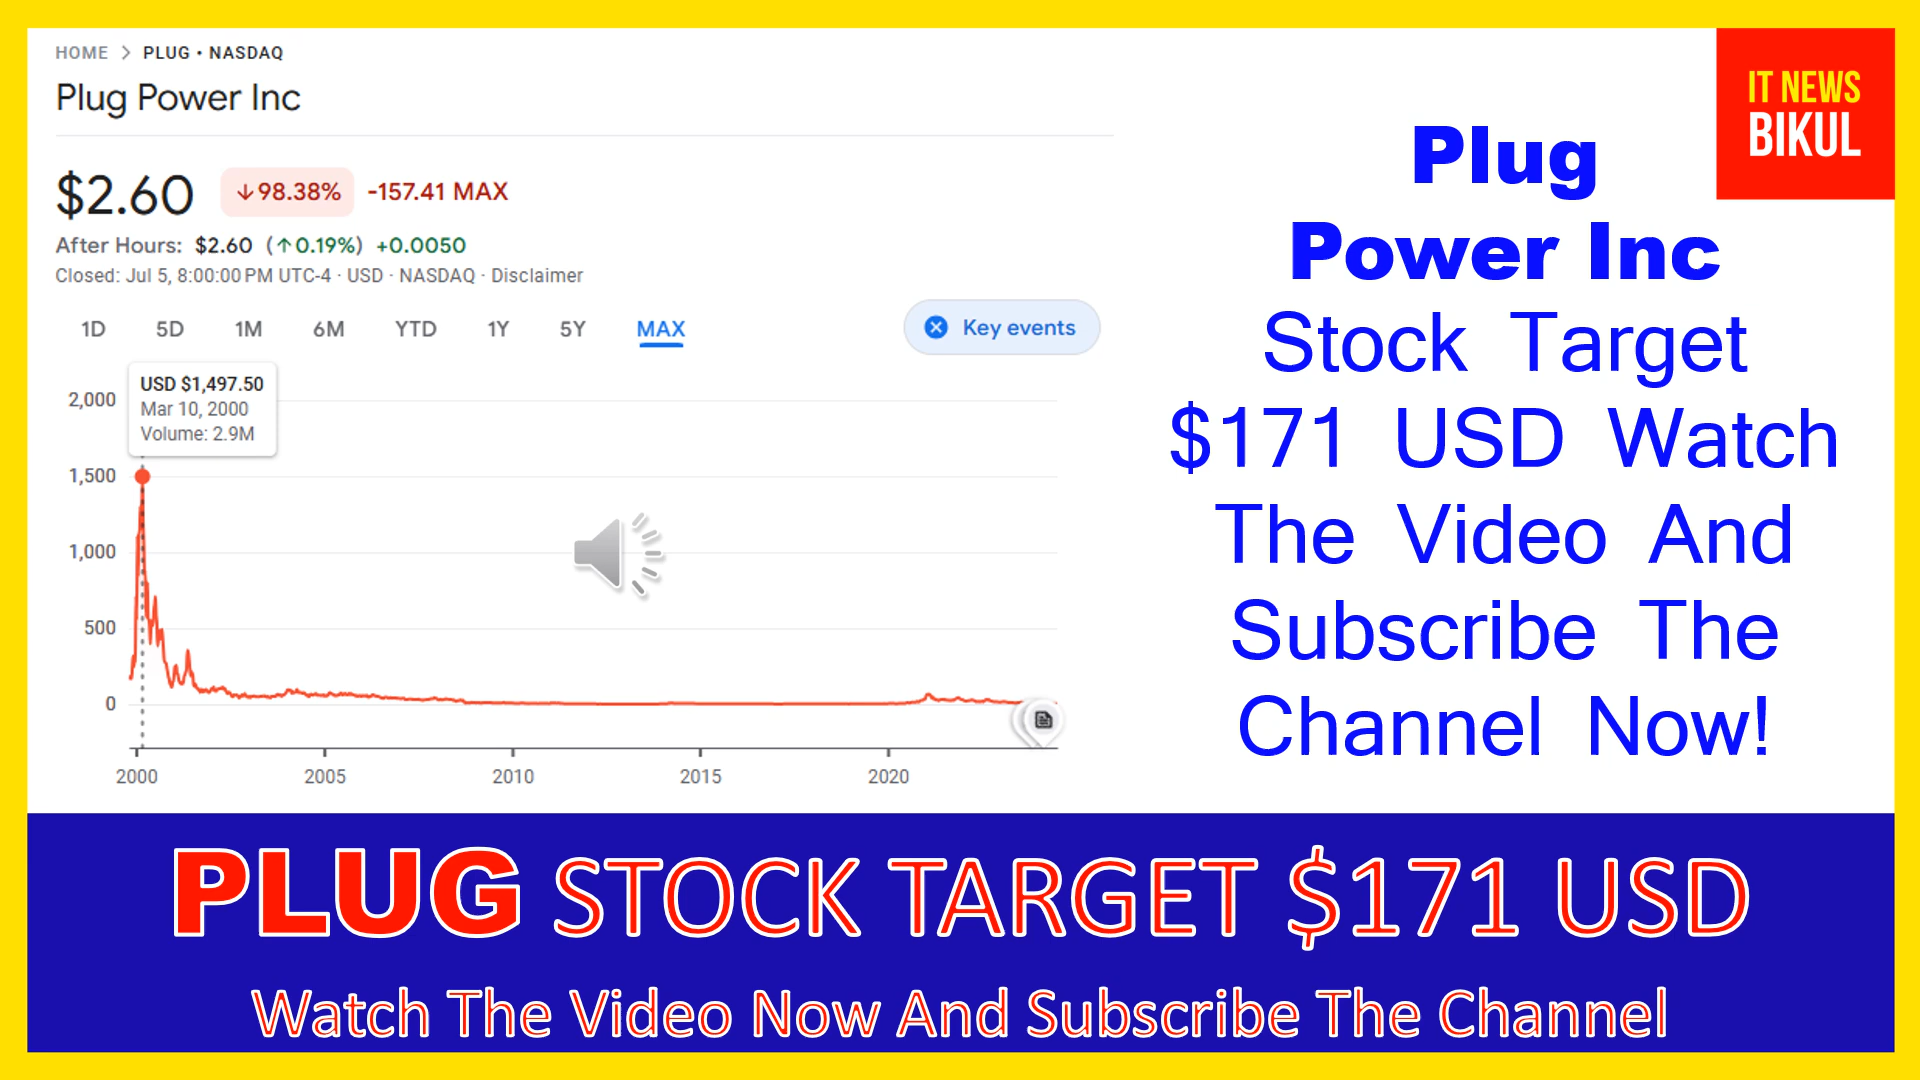 HOME > PLUG • NASDAQ
Plug Power Inc
$2.60 ↓98.38% -157.41 MAX
After Hours: $2.60 (↑0.19%) +0.0050
Closed: Jul 5, 8:00:00 PM UTC-4 · USD · NASDAQ · Disclaimer
1D 5D 1M 6M YTD 1Y 5Y MAX
Key events
USD $1,497.50
Mar 10, 2000
Volume: 2.9M
2,000
1,500
1,000
500
0
2000 2005 2010 2015 2020
IT NEWS
BIKUL
Plug
Power Inc
Stock Target
$171 USD Watch
The Video And
Subscribe The
Channel Now!
PLUG STOCK TARGET $171 USD
Watch The Video Now And Subscribe The Channel